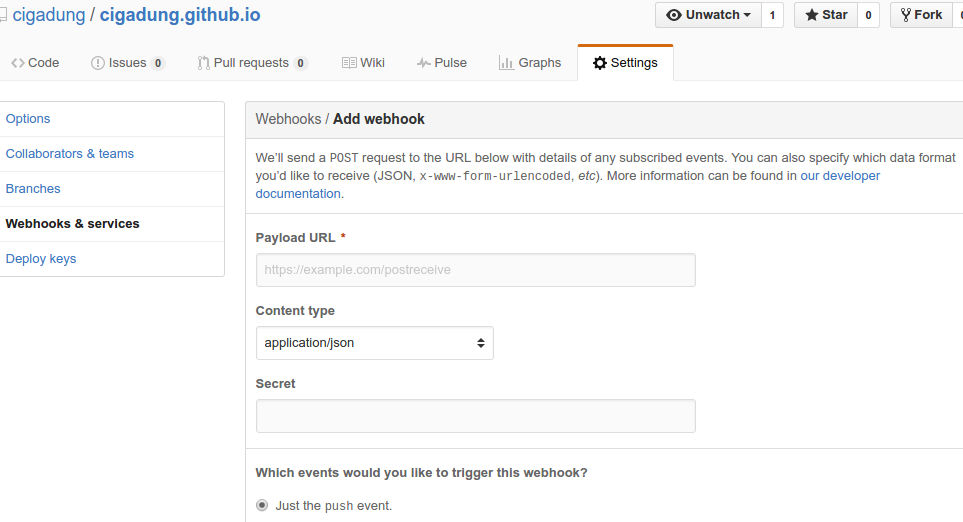 cigadung / cigadung.github.io
Unwatch 1 Star 0 Fork
Code Issues 0 Pull requests 0 Wiki Pulse Graphs Settings
Options
Collaborators & teams
Branches
Webhooks & services
Deploy keys
Webhooks / Add webhook
We'll send a POST request to the URL below with details of any subscribed events. You can also specify which data format
you'd like to receive (JSON, x-www-form-urlencoded, etc). More information can be found in our developer
documentation.
Payload URL *
https://example.com/postreceive
Content type
application/json
Secret
Which events would you like to trigger this webhook?
Just the push event.